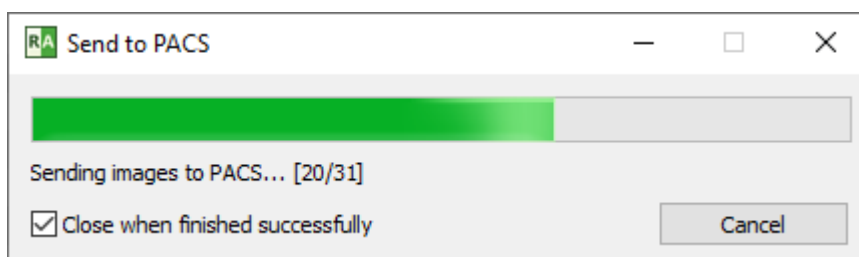 RA Send to PACS
Sending images to PACS... [20/31]
Close when finished successfully
Cancel